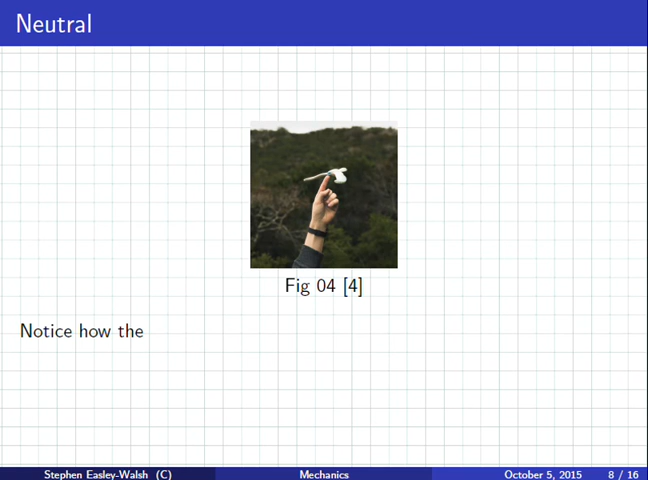 Neutral
Fig 04 [4]
Notice how the
Stephen Easley-Walsh (C) Mechanics October 5, 2015 8 / 16